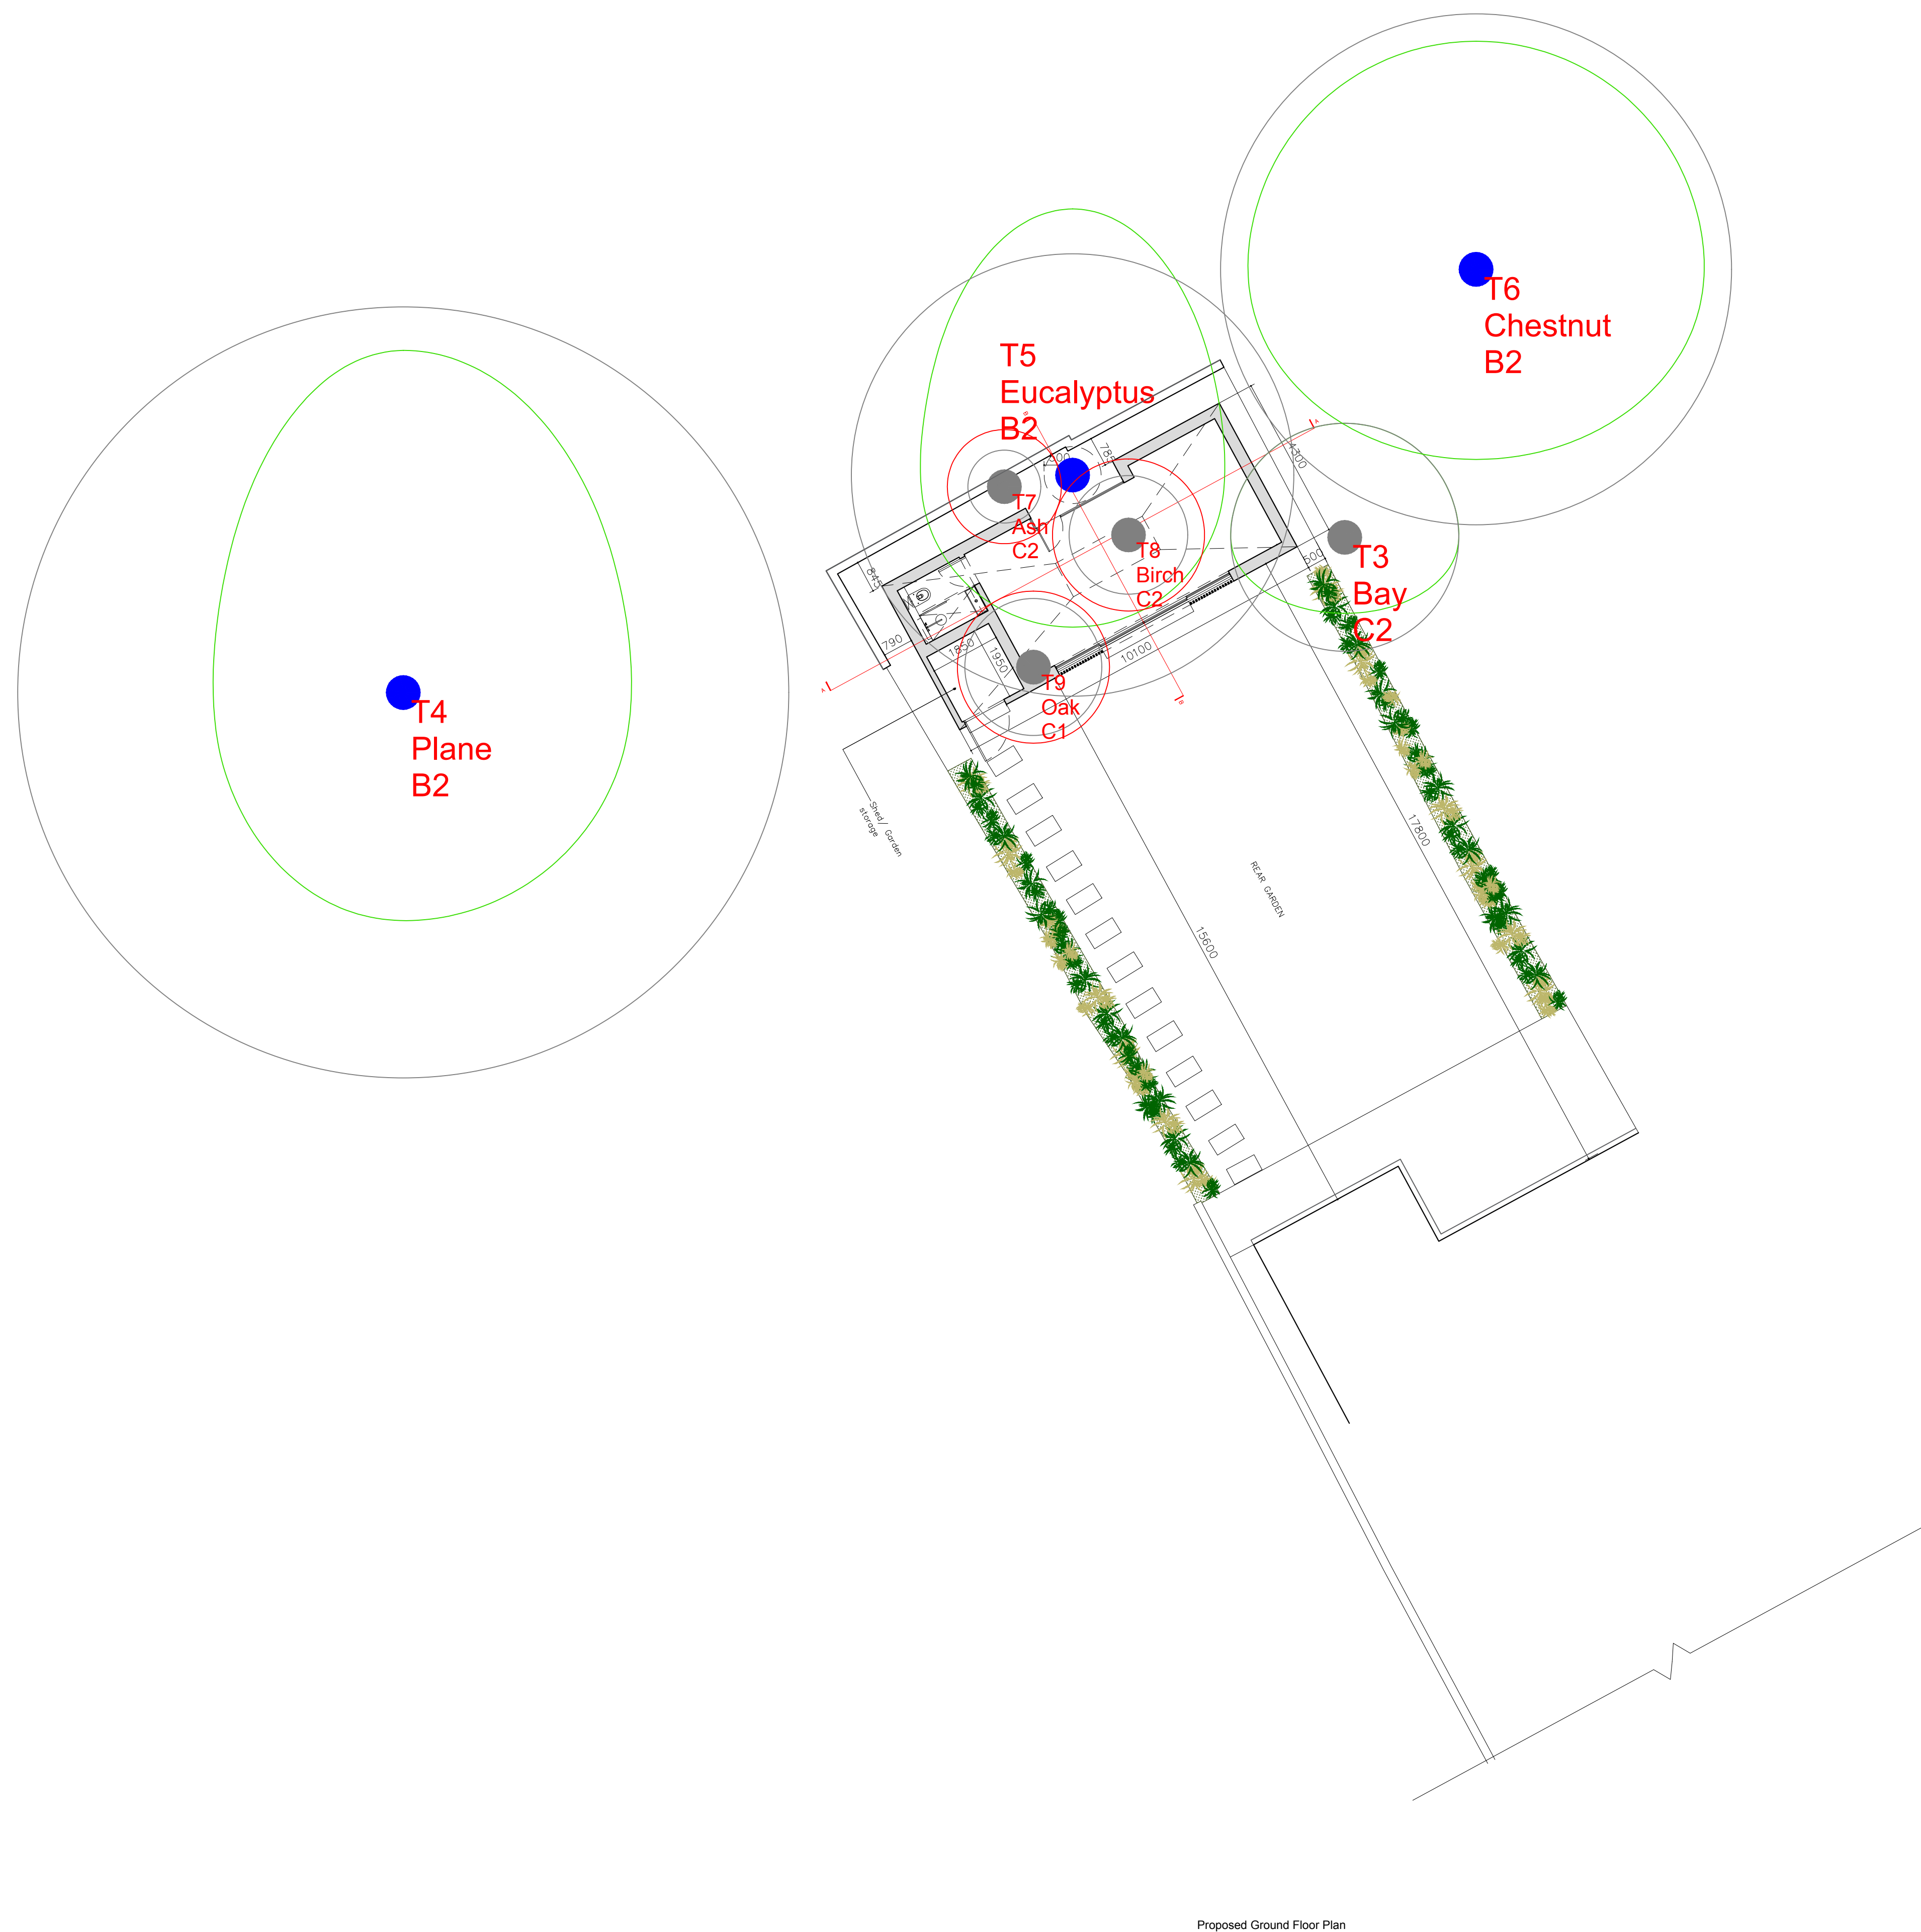 T6
Chestnut
B2
T5
Eucalyptus
B2
B
A
600
785
4300
T7
Ash
C2
T8
Birch
C2
500
T3
Bay
C2
845
790
1850
1950
10100
A
B
T9
Oak
C1
T4
Plane
B2
Shed// Garden
storage
17800
REAR GARDEN
15600
Proposed Ground Floor Plan